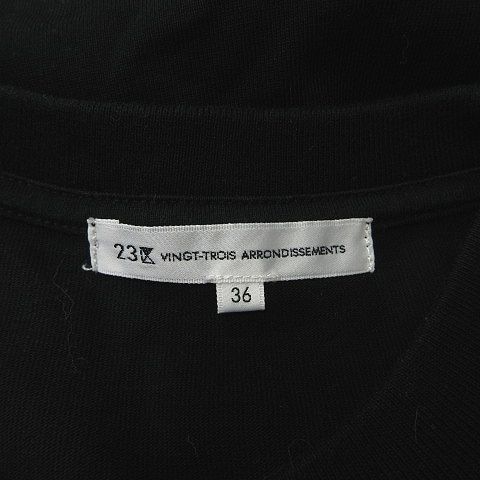 23区 VINGT-TROIS ARRONDISSEMENTS
36